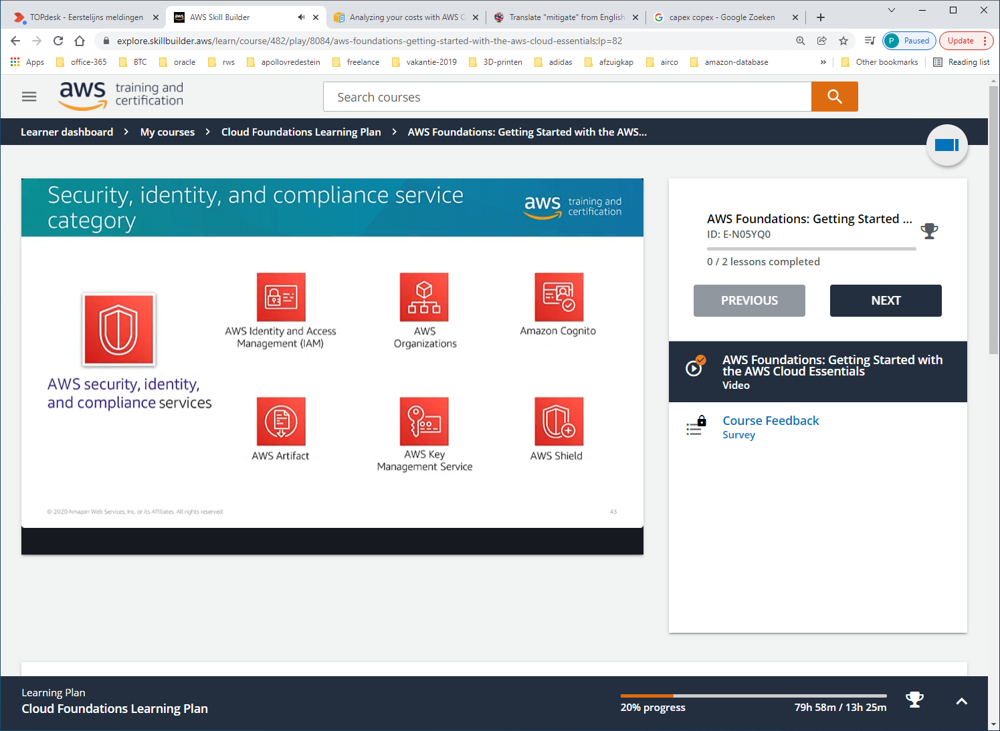 TOPdesk - Eerstelijns meldingen
AWS Skill Builder
Analyzing your costs with AWS C
Translate "mitigate" from English
capex copex - Google Zoeken
explore.skillbuilder.aws/learn/course/482/play/8084/aws-foundations-getting-started-with-the-aws-cloud-essentials;lp=82
P Paused
Update
Apps
office-365
BTC
oracle
rws
apollovredestein
freelance
vakantie-2019
3D-printen
adidas
afzuigkap
airco
amazon-database
»
Other bookmarks
Reading list
aws training and
certification
Search courses
Learner dashboard > My courses > Cloud Foundations Learning Plan > AWS Foundations: Getting Started with the AWS...
Security, identity, and compliance service
category
aws training and
certification
AWS security, identity,
and compliance services
AWS Identity and Access
Management (IAM)
AWS
Organizations
Amazon Cognito
AWS Artifact
AWS Key
Management Service
AWS Shield
© 2020 Amazon Web Services, Inc. or its Affiliates. All rights reserved.
43
AWS Foundations: Getting Started ...
ID: E-N05YQ0
0 / 2 lessons completed
PREVIOUS
NEXT
AWS Foundations: Getting Started with
the AWS Cloud Essentials
Video
Course Feedback
Survey
Learning Plan
Cloud Foundations Learning Plan
20% progress
79h 58m / 13h 25m